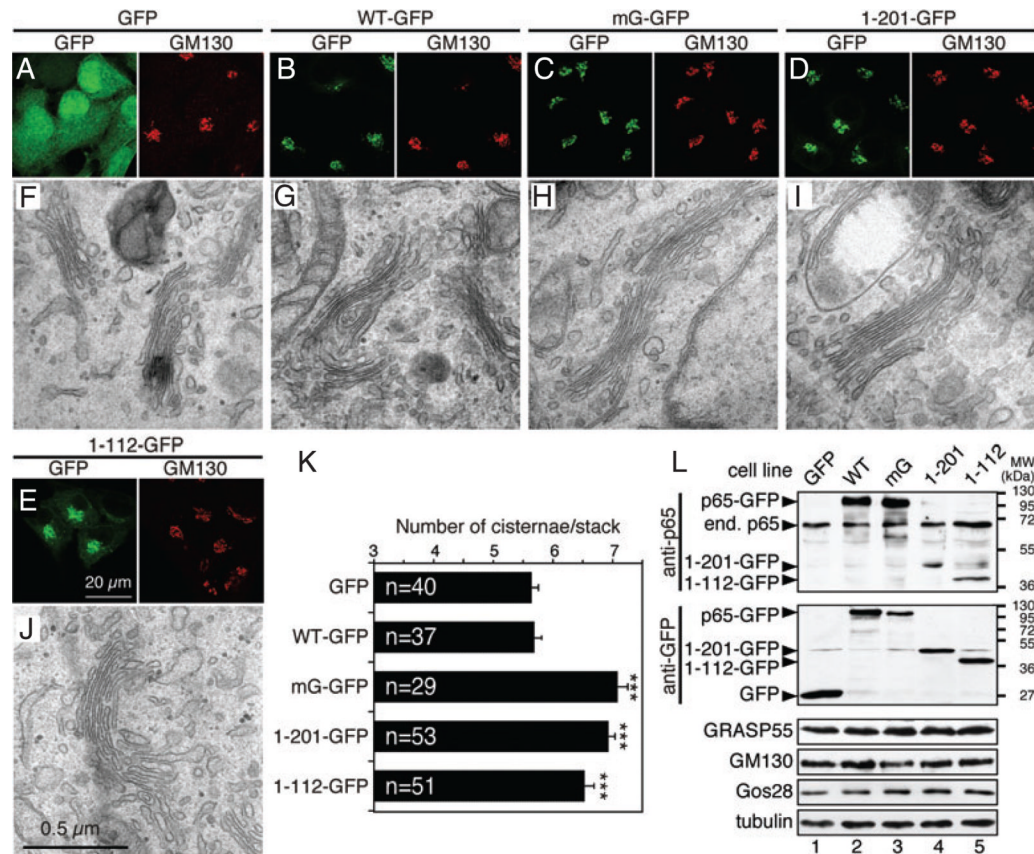 GFP WT-GFP mG-GFP 1-201-GFP
GFP GM130 GFP GM130 GFP GM130 GFP GM130
A B C D
F G H I
1-112-GFP
GFP GM130
E
20 µm
J
0.5 µm
K
Number of cisternae/stack
3 4 5 6 7
GFP n=40
WT-GFP n=37
mG-GFP n=29 ***
1-201-GFP n=53 ***
1-112-GFP n=51 ***
L cell line GFP WT mG 1-201 1-112 MW (kDa)
anti-p65
p65-GFP
end. p65
1-201-GFP
1-112-GFP
130
95
72
55
36
anti-GFP
p65-GFP
1-201-GFP
1-112-GFP
GFP
130
95
72
55
36
27
GRASP55
GM130
Gos28
tubulin
1 2 3 4 5